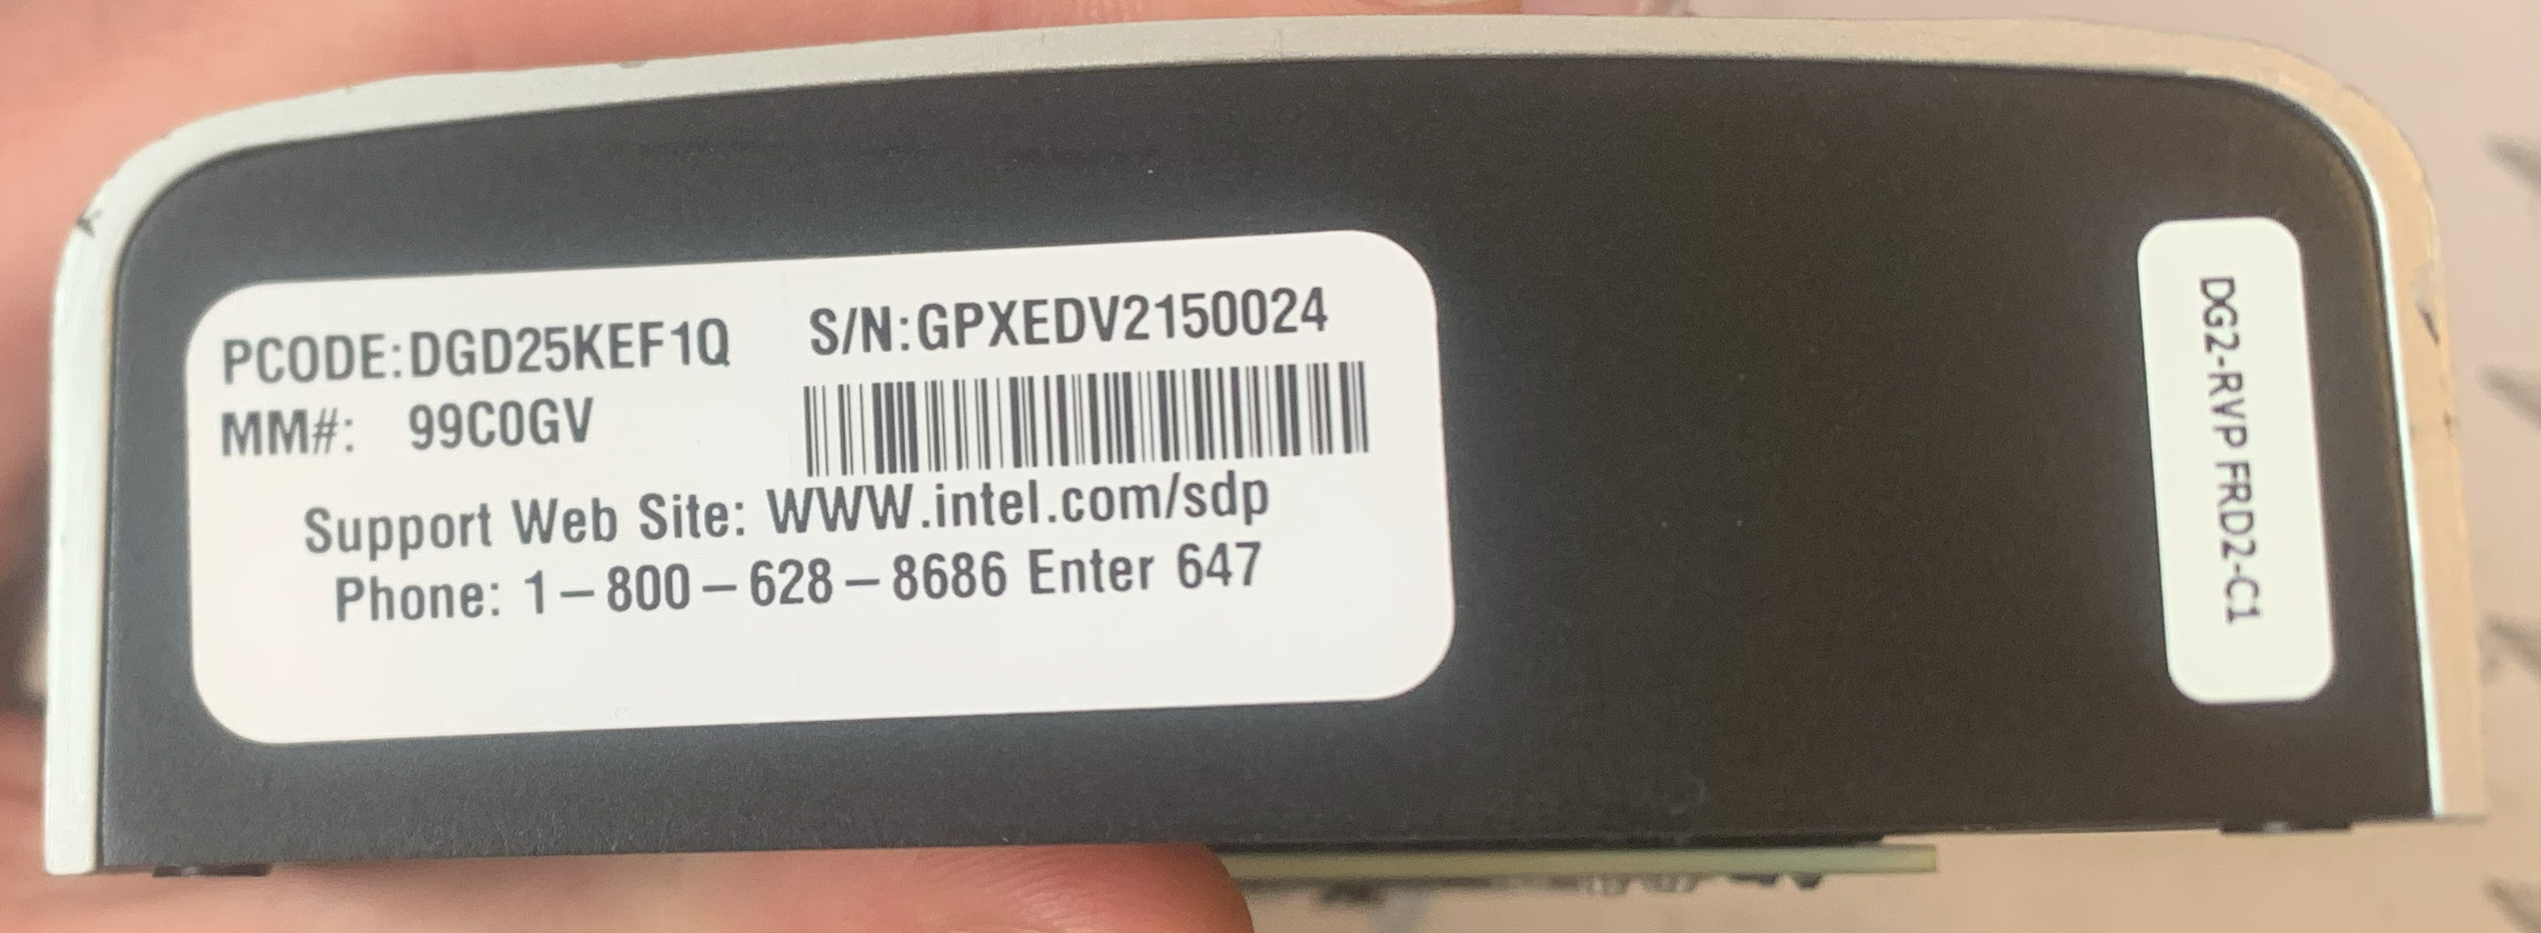 PCODE:DGD25KEF1Q
S/N:GPXEDV2150024
MM#: 99C0GV
Support Web Site: WWW.intel.com/sdp
Phone: 1-800-628-8686 Enter 647
DG2-RVP FRD2-C1